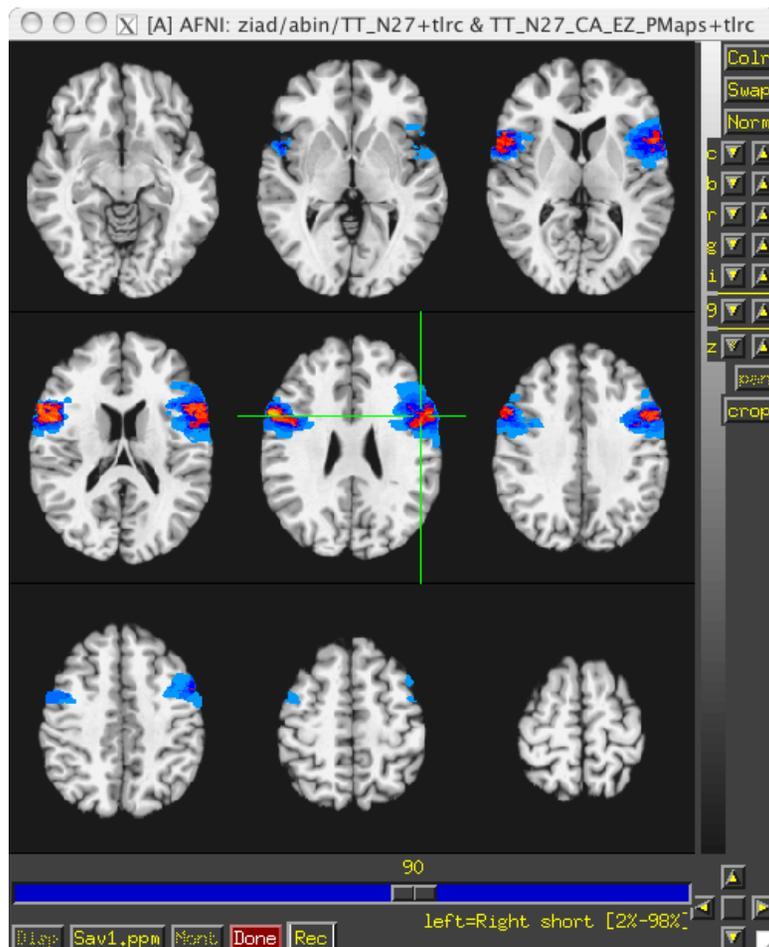 X [A] AFNI: ziad/abin/TT_N27+tlrc & TT_N27_CA_EZ_PMaps+tlrc
Colr
Swap
Norm
c
b
r
g
i
9
z
pan
crop
90
left=Right short [2%-98%]
Disp Sav1.ppm Mont Done Rec